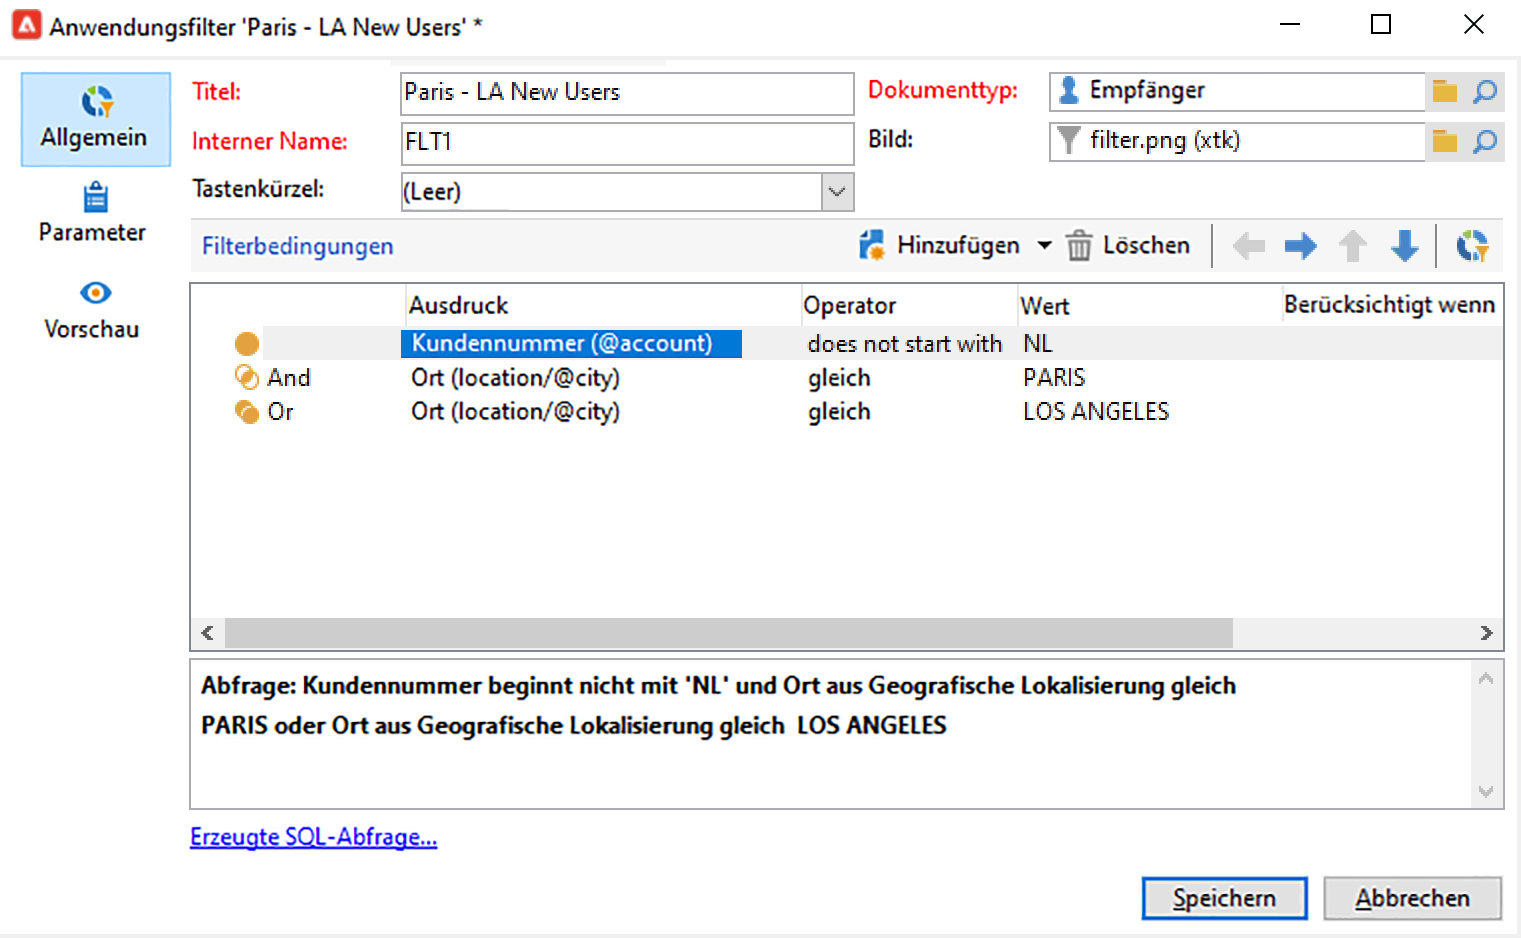 Anwendungsfilter 'Paris - LA New Users' *
Allgemein
Parameter
Vorschau
Titel: Paris - LA New Users
Dokumenttyp: Empfänger
Interner Name: FLT1
Bild: filter.png (xtk)
Tastenkürzel: (Leer)
Filterbedingungen Hinzufügen Löschen
Ausdruck Operator Wert Berücksichtigt wenn
Kundennummer (@account) does not start with NL
And Ort (location/@city) gleich PARIS
Or Ort (location/@city) gleich LOS ANGELES
Abfrage: Kundennummer beginnt nicht mit 'NL' und Ort aus Geografische Lokalisierung gleich
PARIS oder Ort aus Geografische Lokalisierung gleich LOS ANGELES
Erzeugte SQL-Abfrage...
Speichern Abbrechen